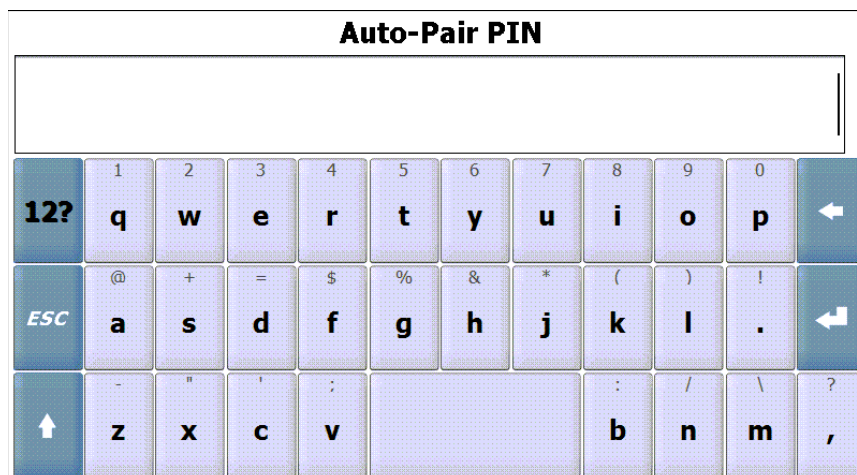 Auto-Pair PIN
1 2 3 4 5 6 7 8 9 0
12? q w e r t y u i o p
@ + = $ % & * ( ) !
ESC a s d f g h j k l .
- " ' ; : / \ ?
z x c v b n m ,